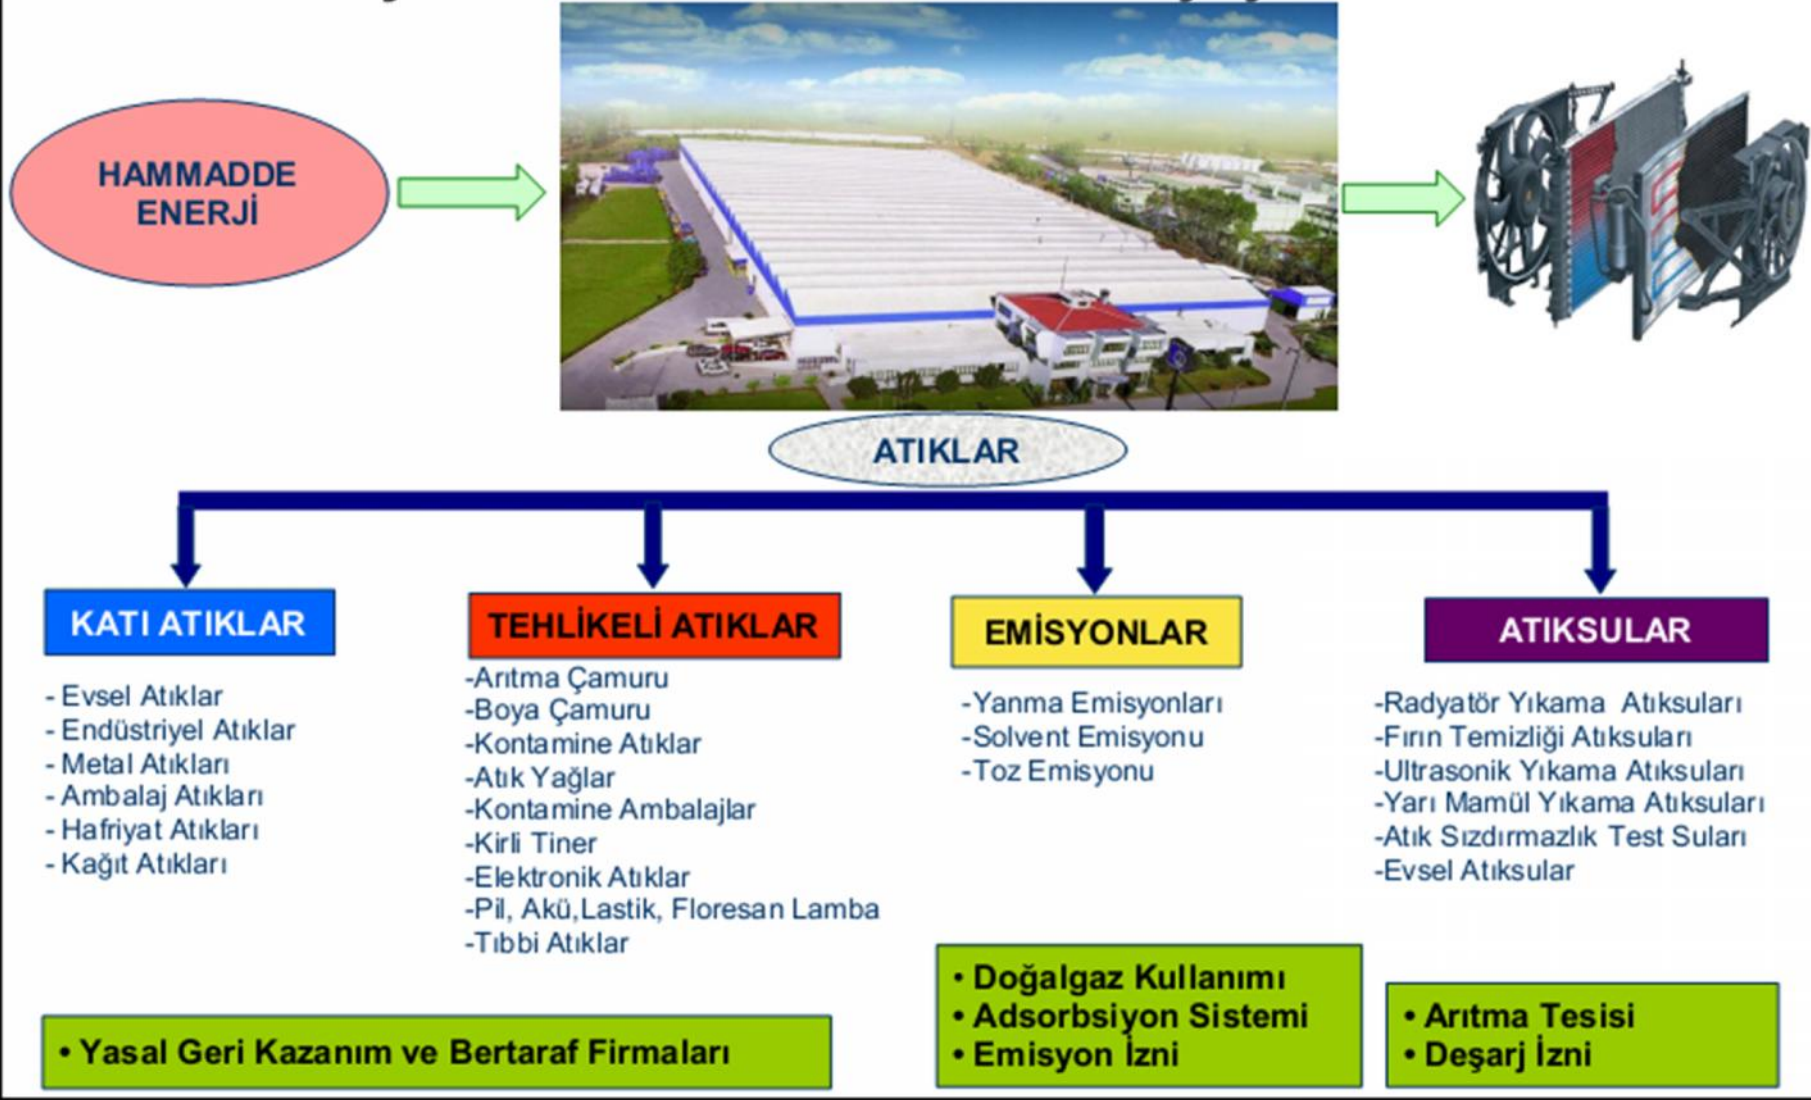 HAMMADDE
ENERJİ
ATIKLAR
KATI ATIKLAR
- Evsel Atıklar
- Endüstriyel Atıklar
- Metal Atıkları
- Ambalaj Atıkları
- Hafriyat Atıkları
- Kağıt Atıkları
TEHLİKELİ ATIKLAR
-Arıtma Çamuru
-Boya Çamuru
-Kontamine Atıklar
-Atık Yağlar
-Kontamine Ambalajlar
-Kirli Tiner
-Elektronik Atıklar
-Pil, Akü,Lastik, Floresan Lamba
-Tıbbi Atıklar
EMİSYONLAR
-Yanma Emisyonları
-Solvent Emisyonu
-Toz Emisyonu
ATIKSULAR
-Radyatör Yıkama Atıksuları
-Fırın Temizliği Atıksuları
-Ultrasonik Yıkama Atıksuları
-Yarı Mamül Yıkama Atıksuları
-Atık Sızdırmazlık Test Suları
-Evsel Atıksular
• Yasal Geri Kazanım ve Bertaraf Firmaları
• Doğalgaz Kullanımı
• Adsorbsiyon Sistemi
• Emisyon İzni
• Arıtma Tesisi
• Deşarj İzni